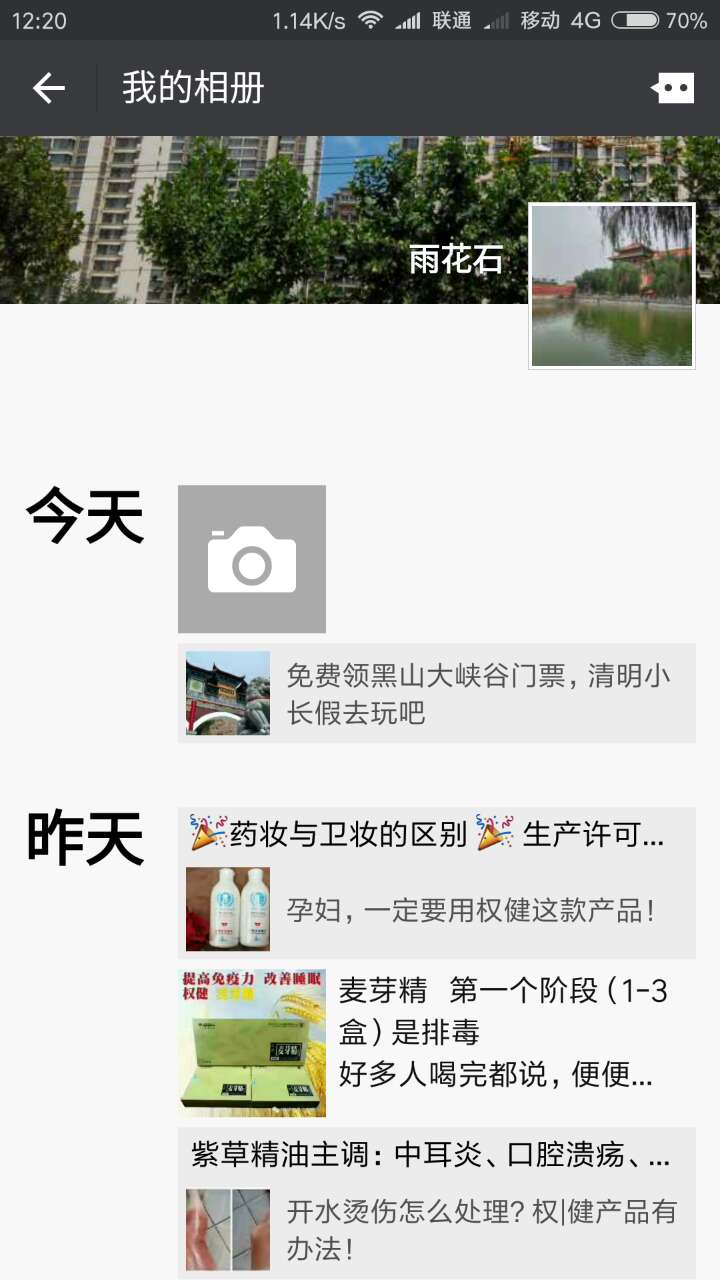 12:20 1.14K/s 联通 移动 4G 70%
我的相册
雨花石
今天
免费领黑山大峡谷门票，清明小
长假去玩吧
昨天
🎉药妆与卫妆的区别🎉 生产许可...
孕妇，一定要用权健这款产品！
提高免疫力 改善睡眠
权健 麦芽精
麦芽精
麦芽精 第一个阶段（1-3
盒）是排毒
好多人喝完都说，便便...
紫草精油主调：中耳炎、口腔溃疡、...
开水烫伤怎么处理？权|健产品有
办法！